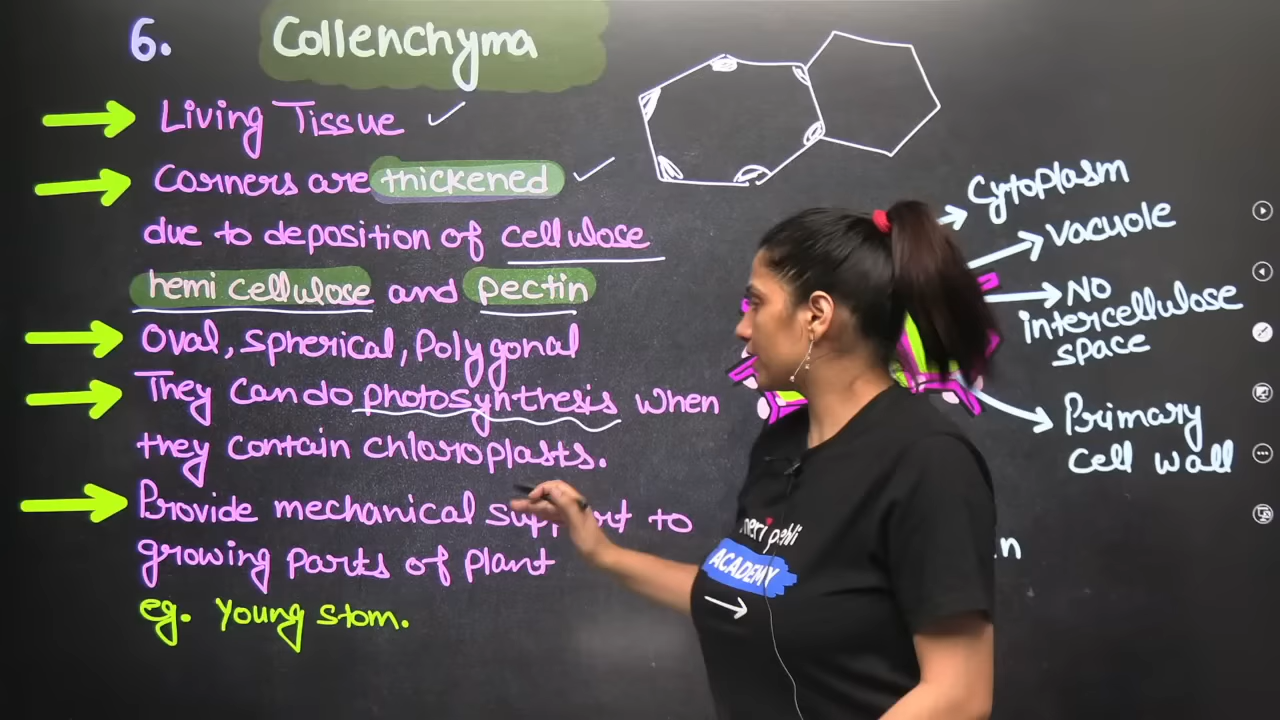 6. Collenchyma
Living Tissue
Corners are thickened
due to deposition of cellulose
hemi cellulose and pectin
Oval, spherical, Polygonal
They can do photosynthesis when
they contain chloroplasts.
Provide mechanical support to
growing parts of plant
eg. Young stem.
Cytoplasm
Vacuole
NO
intercellulose
space
Primary
cell wall
meri pehli
ACADEMY